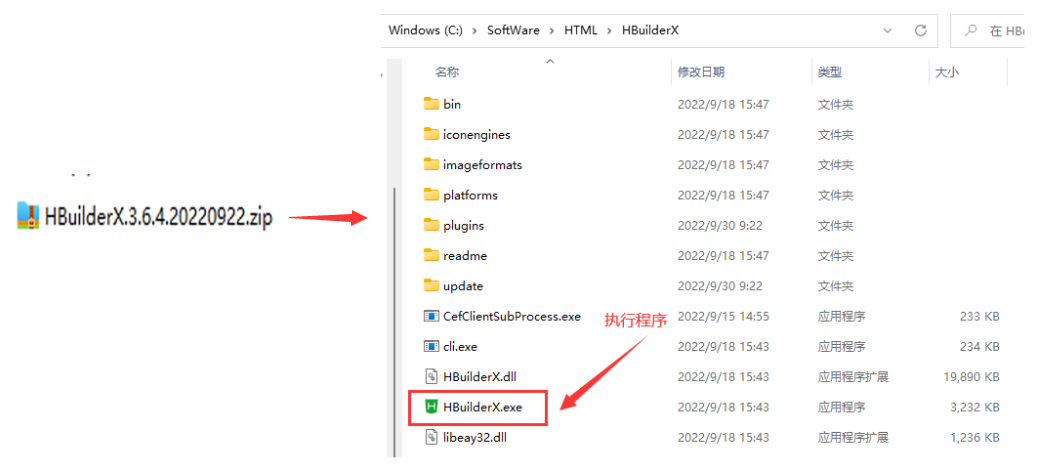 Windows (C:) › SoftWare › HTML › HBuilderX
在 HB
名称 修改日期 类型 大小
bin 2022/9/18 15:47 文件夹
iconengines 2022/9/18 15:47 文件夹
imageformats 2022/9/18 15:47 文件夹
platforms 2022/9/18 15:47 文件夹
HBuilderX.3.6.4.20220922.zip
plugins 2022/9/30 9:22 文件夹
readme 2022/9/18 15:47 文件夹
update 2022/9/30 9:22 文件夹
CefClientSubProcess.exe 2022/9/15 14:55 应用程序 233 KB
执行程序
cli.exe 2022/9/18 15:43 应用程序 234 KB
HBuilderX.dll 2022/9/18 15:43 应用程序扩展 19,890 KB
HBuilderX.exe 2022/9/18 15:43 应用程序 3,232 KB
libeay32.dll 2022/9/18 15:43 应用程序扩展 1,236 KB